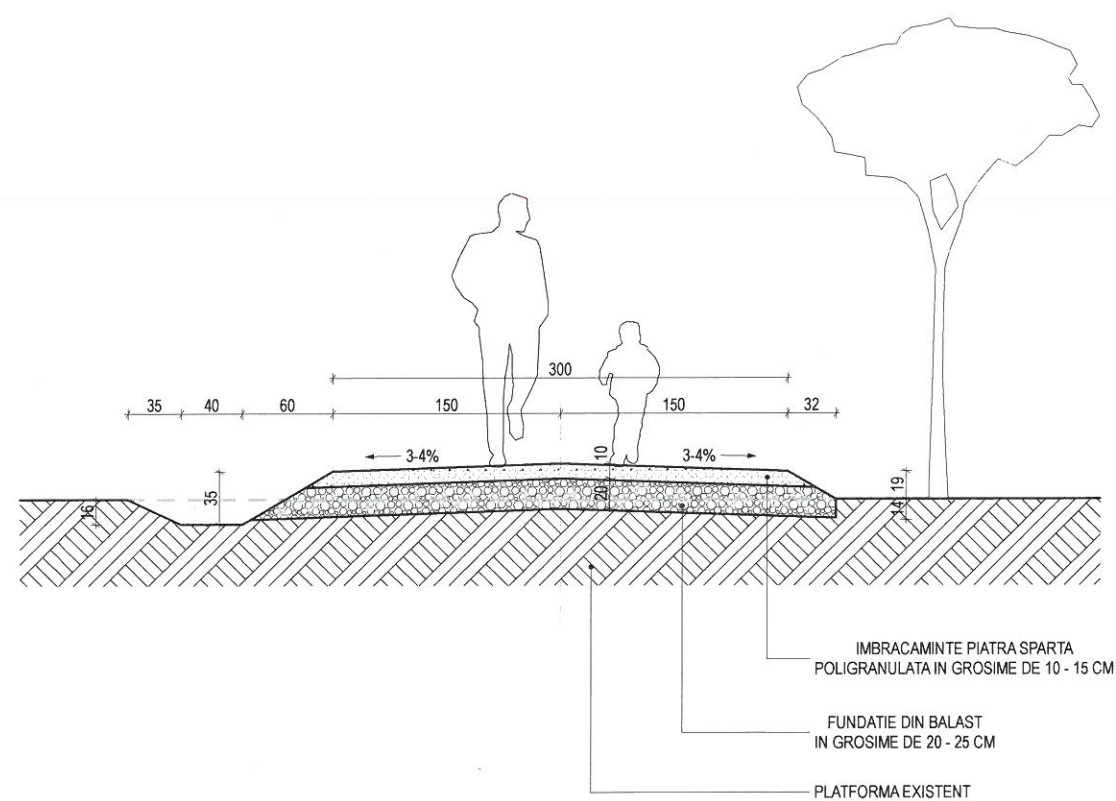 300
35 40 60 150 150 32
3-4% 10 3-4%
35 20 16 19 14
IMBRACAMINTE PIATRA SPARTA
POLIGRANULATA IN GROSIME DE 10 - 15 CM
FUNDATIE DIN BALAST
IN GROSIME DE 20 - 25 CM
PLATFORMA EXISTENT